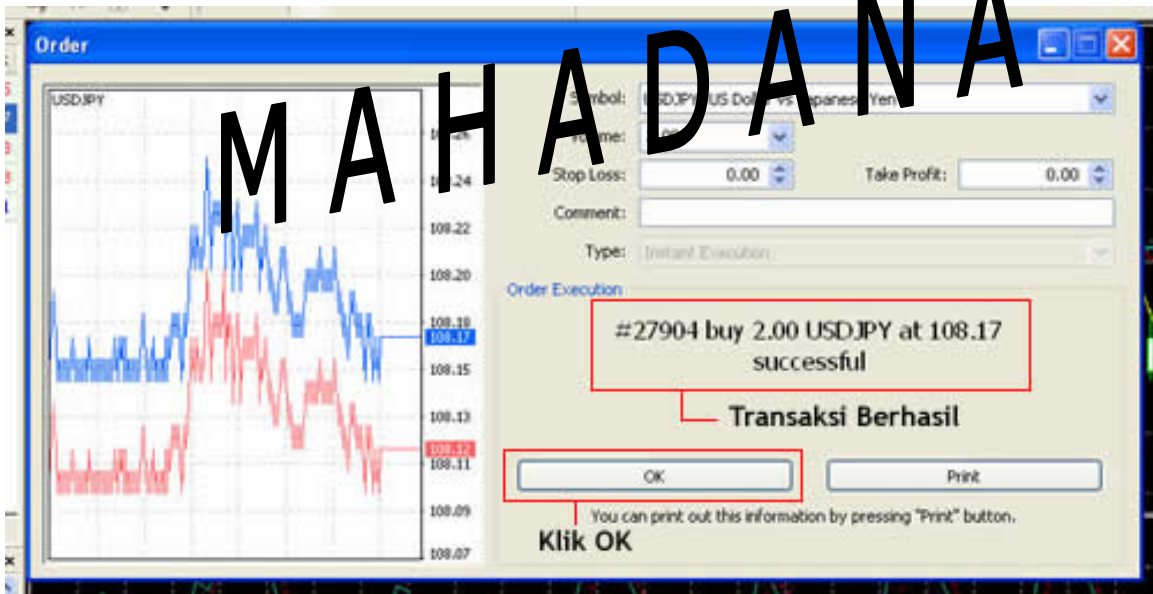 MAHADANA
Order
USDJPY
108.24
108.22
108.20
108.18
108.17
108.15
108.13
108.12
108.11
108.09
108.07
Symbol:
Stop Loss: 0.00 Take Profit: 0.00
Comment:
Type: Instant Execution
Order Execution
#27904 buy 2.00 USDJPY at 108.17
successful
Transaksi Berhasil
OK Print
You can print out this information by pressing "Print" button.
Klik OK